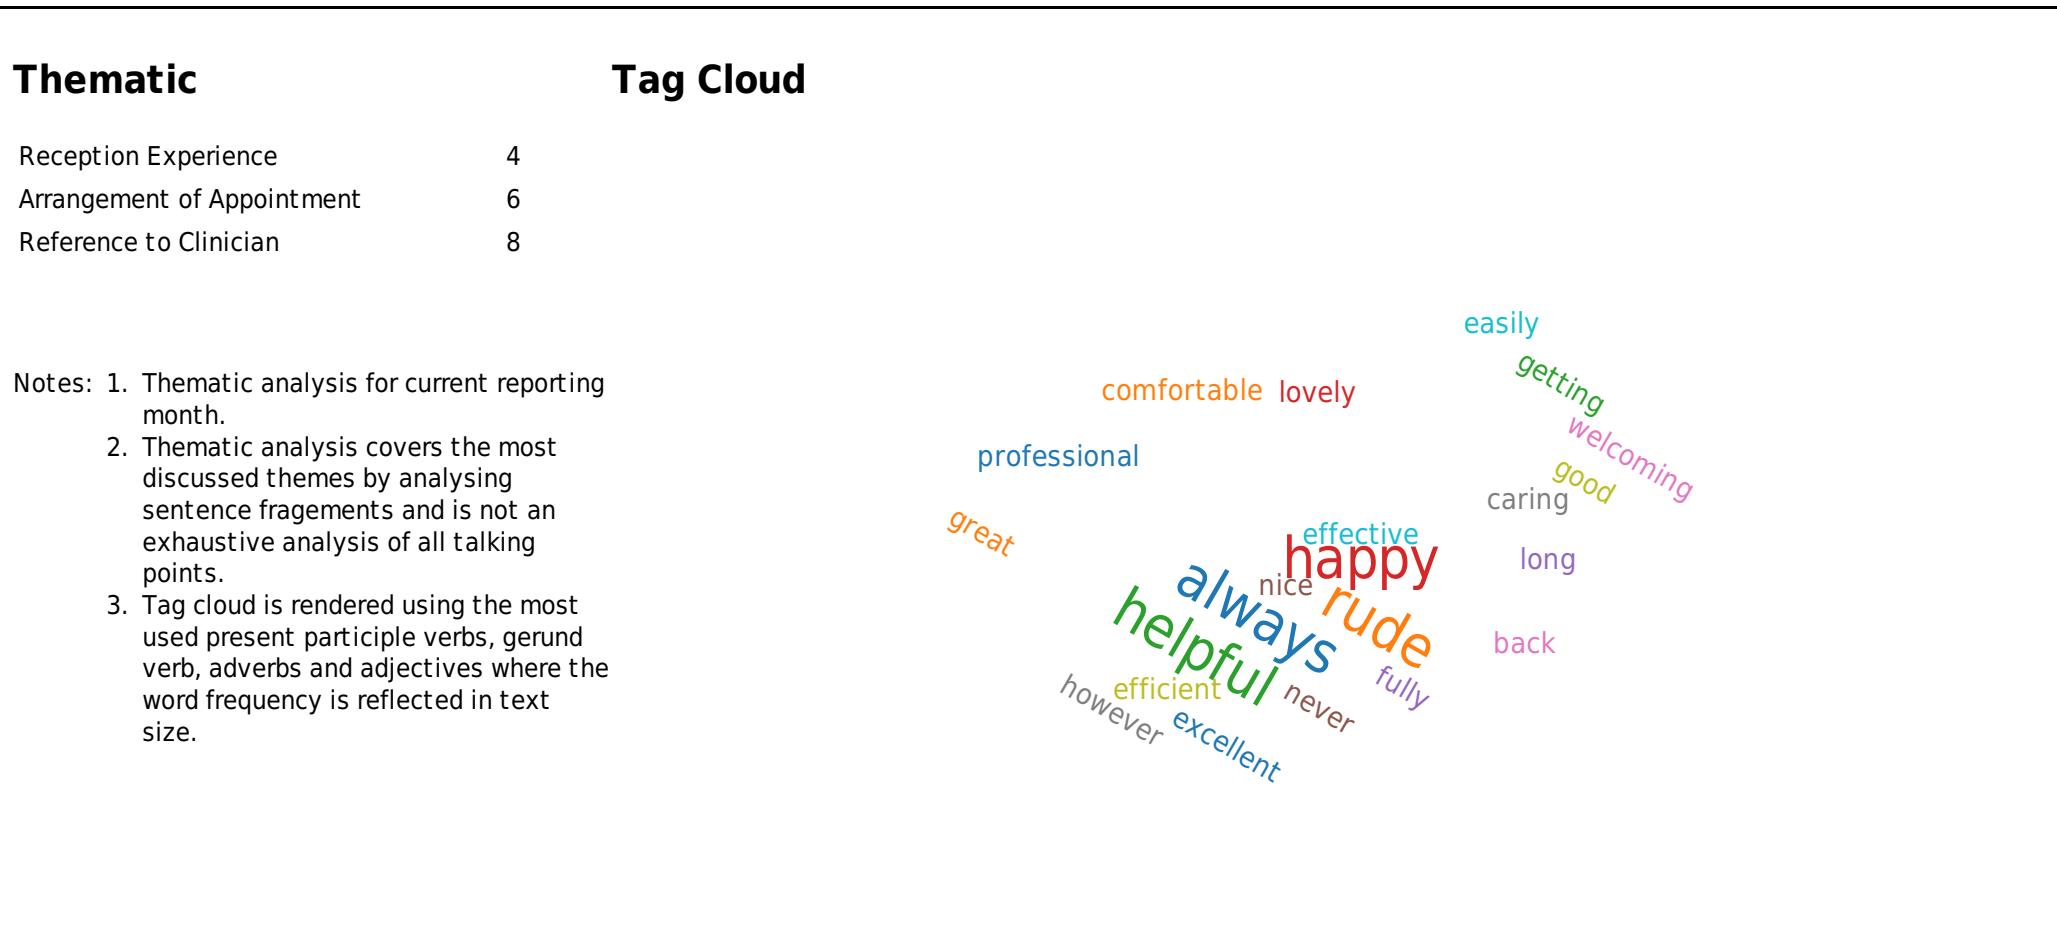 Thematic
Reception Experience 4
Arrangement of Appointment 6
Reference to Clinician 8
Notes: 1. Thematic analysis for current reporting
month.
2. Thematic analysis covers the most
discussed themes by analysing
sentence fragements and is not an
exhaustive analysis of all talking
points.
3. Tag cloud is rendered using the most
used present participle verbs, gerund
verb, adverbs and adjectives where the
word frequency is reflected in text
size.
Tag Cloud
easily
getting
comfortable
lovely
welcoming
professional
good
caring
great
effective
happy
long
always
nice
rude
helpful
back
fully
efficient
never
however
excellent